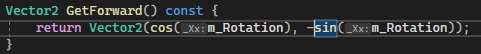 Vector2 GetForward() const {
return Vector2(cos(_Xx:m_Rotation), -sin(_Xx:m_Rotation));
}